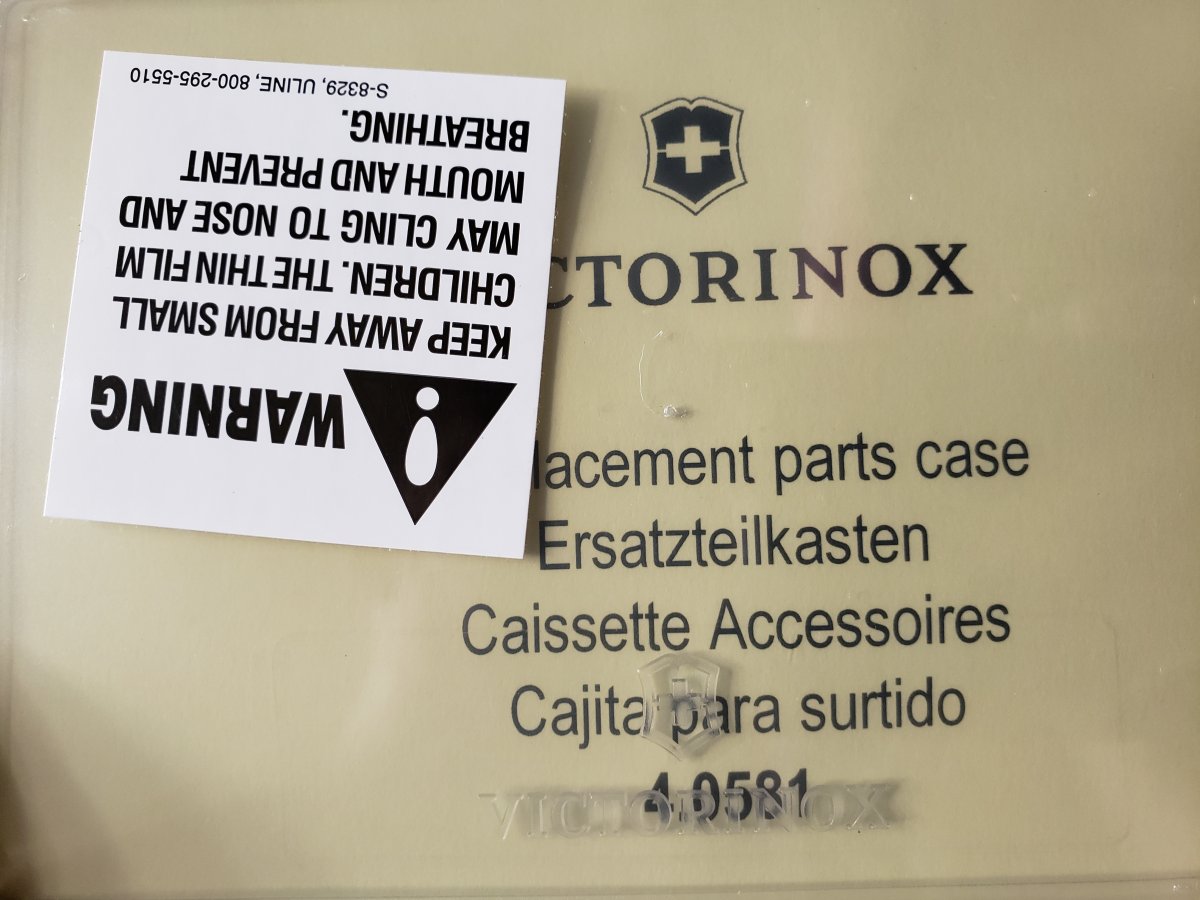 WARNING
KEEP AWAY FROM SMALL
CHILDREN. THE THIN FILM
MAY CLING TO NOSE AND
MOUTH AND PREVENT
BREATHING.
S-8329, ULINE, 800-295-5510
CTORINOX
lacement parts case
Ersatzteilkasten
Caissette Accessoires
Cajita para surtido
4.0581
VICTORINOX